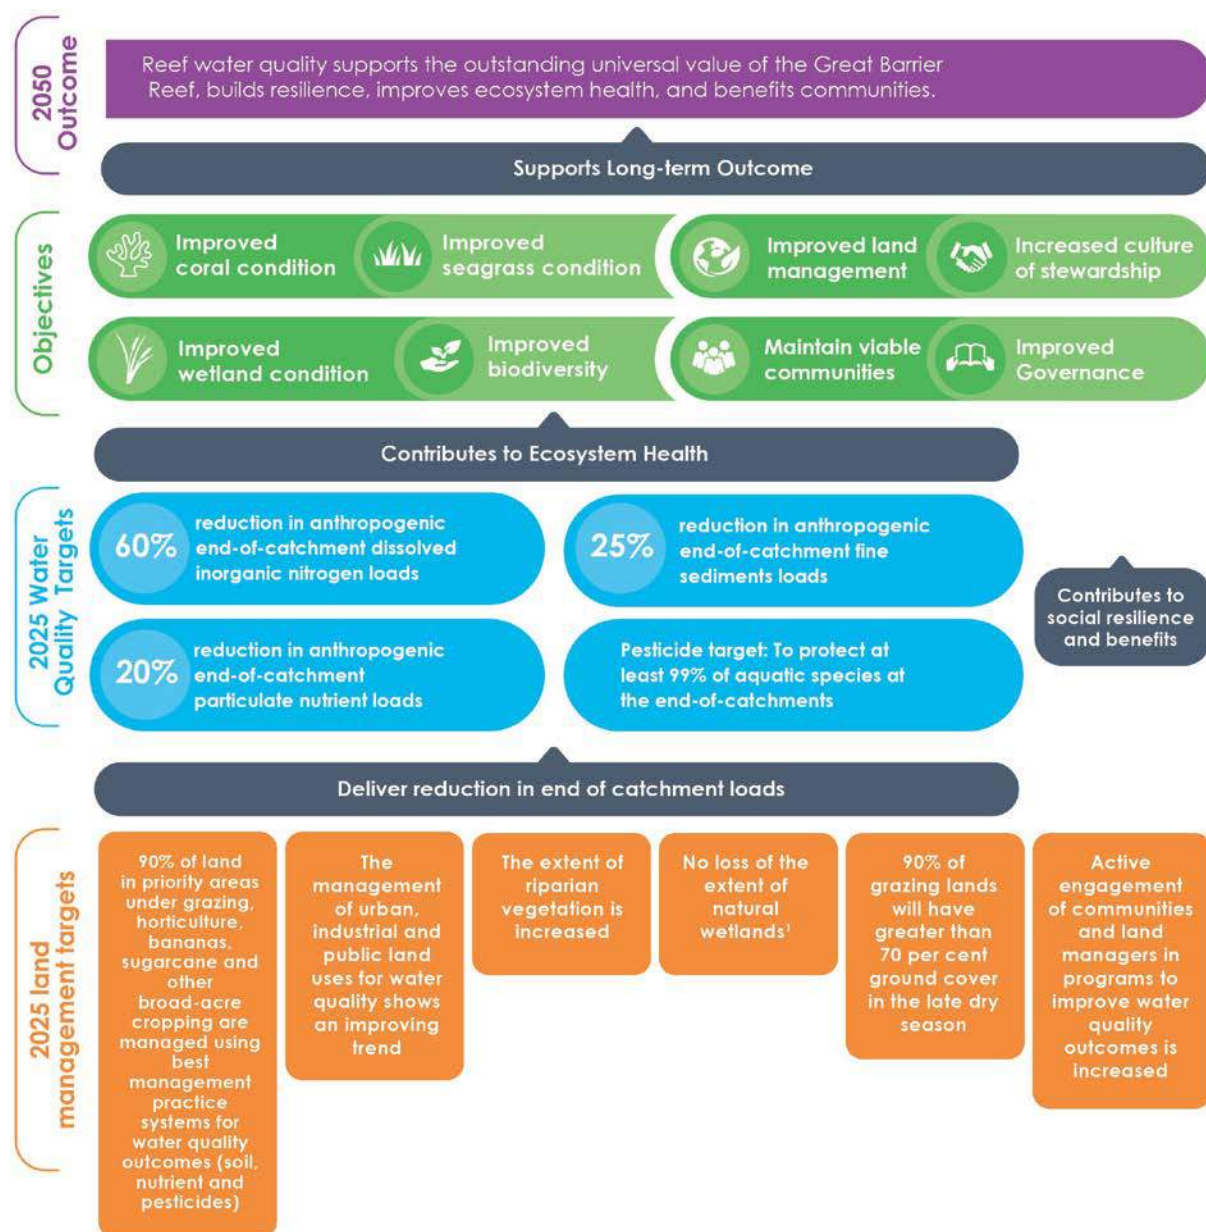 2050
Outcome
Reef water quality supports the outstanding universal value of the Great Barrier
Reef, builds resilience, improves ecosystem health, and benefits communities.
Supports Long-term Outcome
Objectives
Improved
coral condition
Improved
seagrass condition
Improved land
management
Increased culture
of stewardship
Improved
wetland condition
Improved
biodiversity
Maintain viable
communities
Improved
Governance
Contributes to Ecosystem Health
2025 Water
Quality Targets
60%
reduction in anthropogenic
end-of-catchment dissolved
inorganic nitrogen loads
25%
reduction in anthropogenic
end-of-catchment fine
sediments loads
20%
reduction in anthropogenic
end-of-catchment
particulate nutrient loads
Pesticide target: To protect at
least 99% of aquatic species at
the end-of-catchments
Contributes to
social resilience
and benefits
Deliver reduction in end of catchment loads
2025 land
management targets
90% of land
in priority areas
under grazing,
horticulture,
bananas,
sugarcane and
other
broad-acre
cropping are
managed using
best
management
practice
systems for
water quality
outcomes (soil,
nutrient and
pesticides)
The
management
of urban,
industrial and
public land
uses for water
quality shows
an improving
trend
The extent of
riparian
vegetation is
increased
No loss of the
extent of
natural
wetlands¹
90% of
grazing lands
will have
greater than
70 per cent
ground cover
in the late dry
season
Active
engagement
of communities
and land
managers in
programs to
improve water
quality
outcomes is
increased